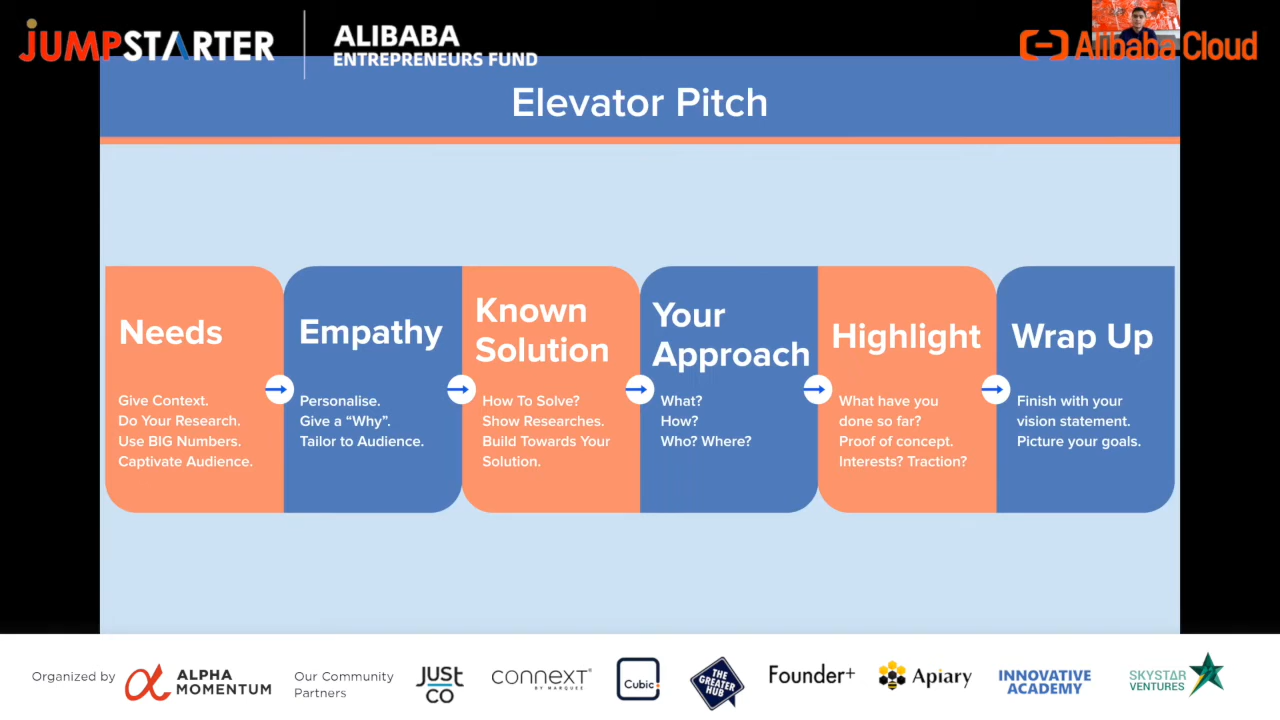 JUMPSTARTER
ALIBABA
ENTREPRENEURS FUND
Alibaba Cloud
Elevator Pitch
Needs
Give Context.
Do Your Research.
Use BIG Numbers.
Captivate Audience.
Empathy
Personalise.
Give a “Why”.
Tailor to Audience.
Known
Solution
How To Solve?
Show Researches.
Build Towards Your
Solution.
Your
Approach
What?
How?
Who? Where?
Highlight
What have you
done so far?
Proof of concept.
Interests? Traction?
Wrap Up
Finish with your
vision statement.
Picture your goals.
Organized by
ALPHA
MOMENTUM
Our Community
Partners
JUSt
CO
connext®
BY MARQUEE
Cubic
THE
GREATER
HUB
Founder+
Apiary
INNOVATIVE
ACADEMY
SKYSTAR
VENTURES